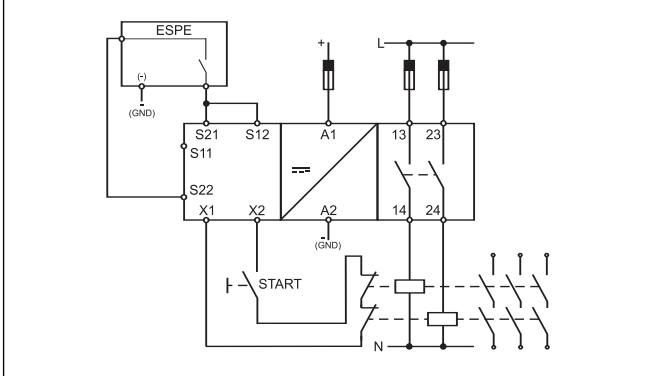 ESPE
+
L
(-)
(GND)
S21 S12 A1 13 23
S11
S22
X1 X2 A2 14 24
(GND)
START
N